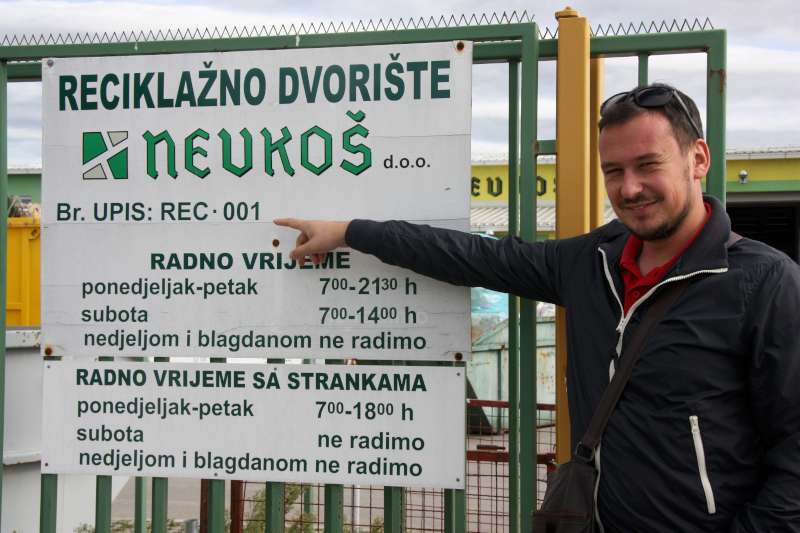 RECIKLAŽNO DVORIŠTE
NEVKOŠ d.o.o.
Br. UPIS: REC·001
RADNO VRIJEME
ponedjeljak-petak 7⁰⁰-21³⁰ h
subota 7⁰⁰-14⁰⁰ h
nedjeljom i blagdanom ne radimo
RADNO VRIJEME SA STRANKAMA
ponedjeljak-petak 7⁰⁰-18⁰⁰ h
subota ne radimo
nedjeljom i blagdanom ne radimo